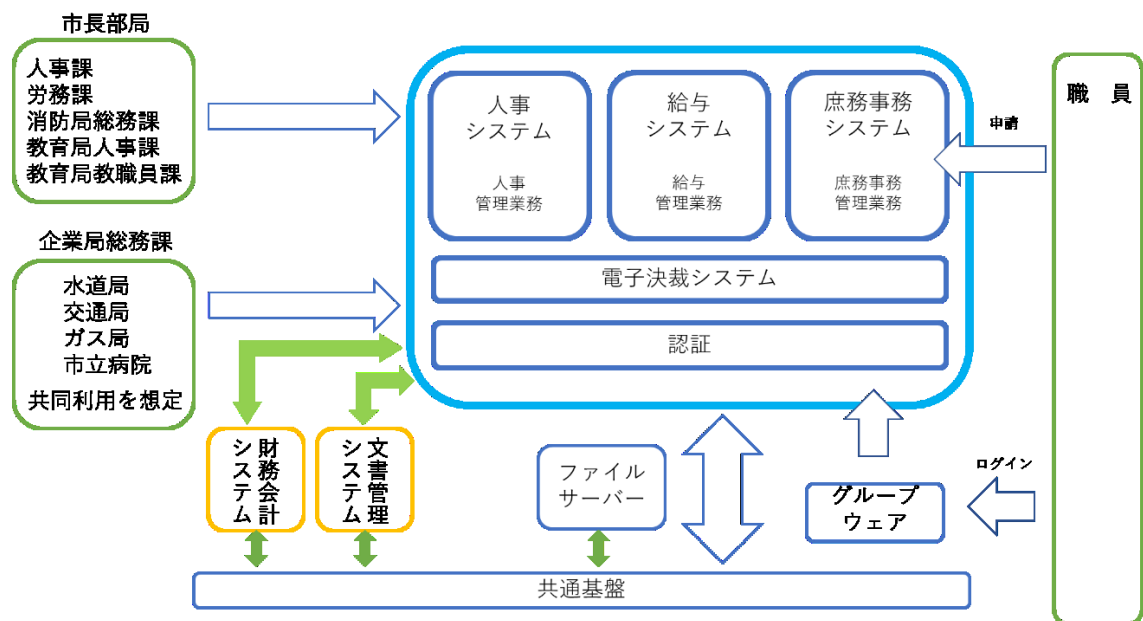 市長部局
人事課
労務課
消防局総務課
教育局人事課
教育局教職員課
企業局総務課
水道局
交通局
ガス局
市立病院
共同利用を想定
人事
システム
人事
管理業務
給与
システム
給与
管理業務
庶務事務
システム
庶務事務
管理業務
電子決裁システム
認証
申請
職 員
財務会計
システム
文書管理
システム
ファイル
サーバー
グループ
ウェア
ログイン
共通基盤